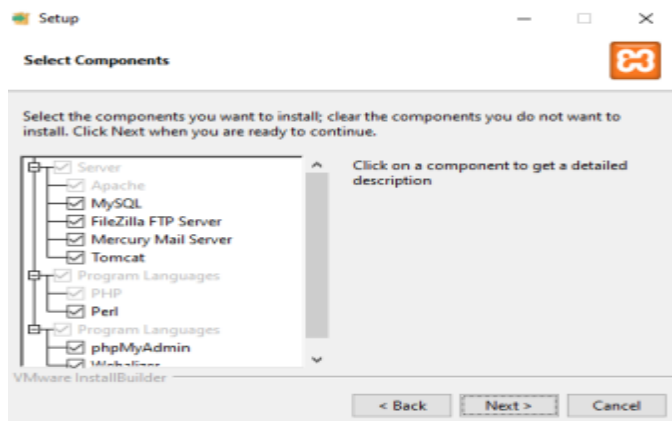 Setup
Select Components
Select the components you want to install; clear the components you do not want to
install. Click Next when you are ready to continue.
Server
Apache
MySQL
FileZilla FTP Server
Mercury Mail Server
Tomcat
Program Languages
PHP
Perl
Program Languages
phpMyAdmin
Webalizer
Click on a component to get a detailed
description
VMware InstallBuilder
< Back
Next >
Cancel